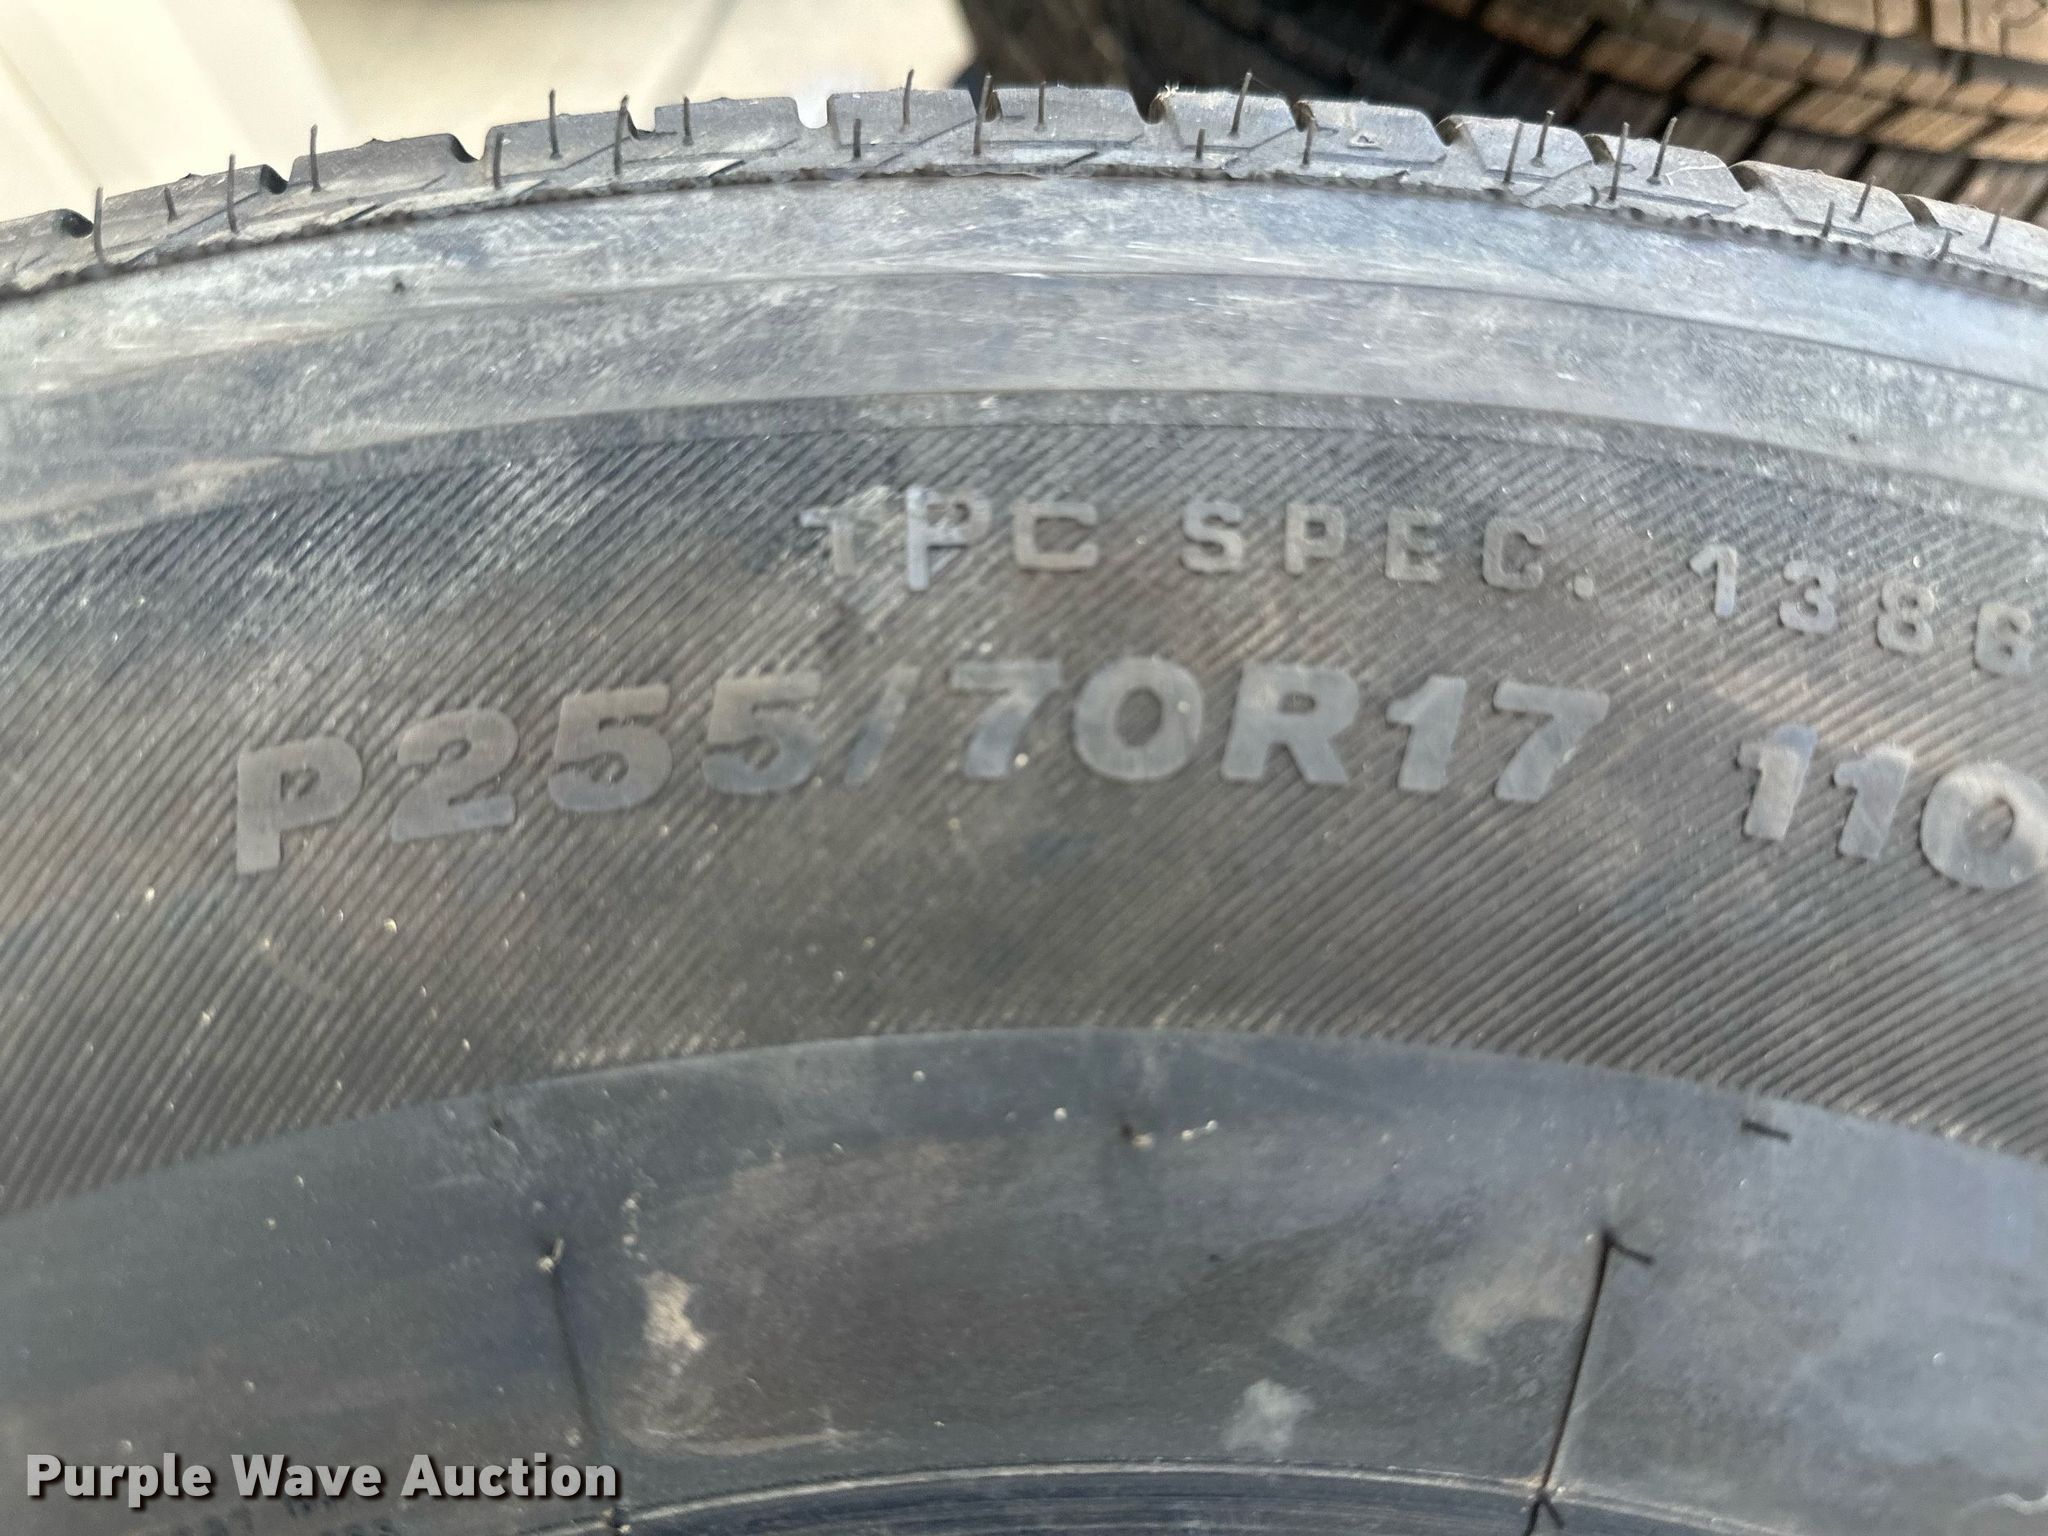 TPC SPEC. 1386
P255/70R17 110
Purple Wave Auction